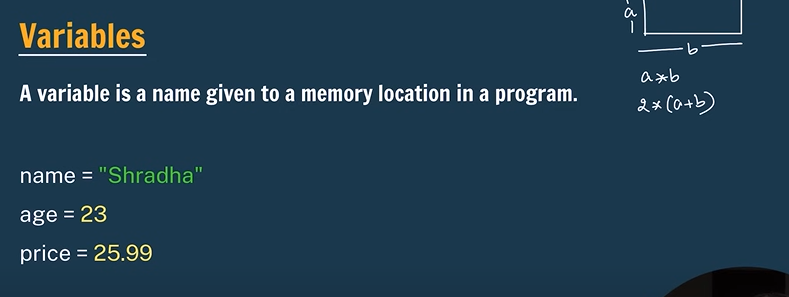 Variables
A variable is a name given to a memory location in a program.
name = "Shradha"
age = 23
price = 25.99
a
b
a*b
2*(a+b)